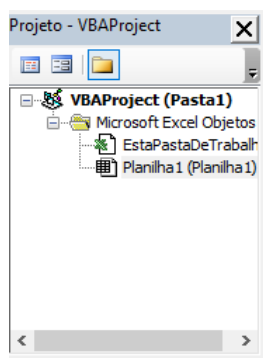 Projeto - VBAProject
VBAProject (Pasta1)
Microsoft Excel Objetos
EstaPastaDeTrabalh
Planilha1 (Planilha1)